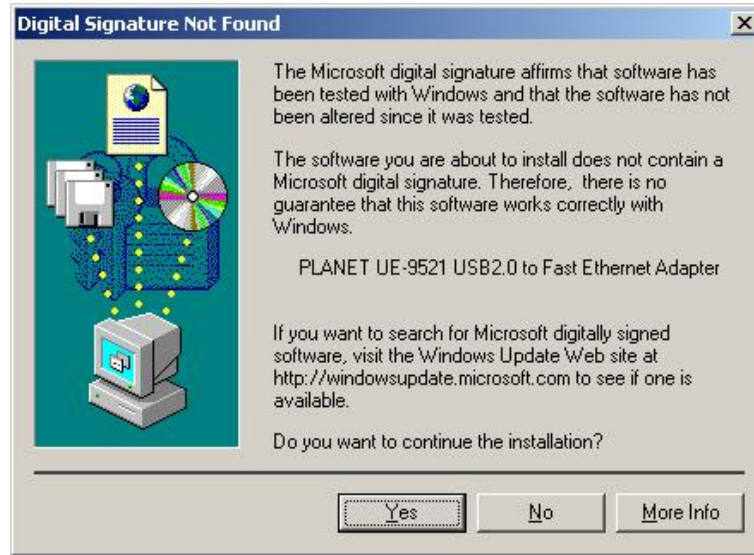 Digital Signature Not Found
The Microsoft digital signature affirms that software has
been tested with Windows and that the software has not
been altered since it was tested.
The software you are about to install does not contain a
Microsoft digital signature. Therefore,  there is no
guarantee that this software works correctly with
Windows.
PLANET UE-9521 USB2.0 to Fast Ethernet Adapter
If you want to search for Microsoft digitally signed
software, visit the Windows Update Web site at
http://windowsupdate.microsoft.com to see if one is
available.
Do you want to continue the installation?
Yes No More Info